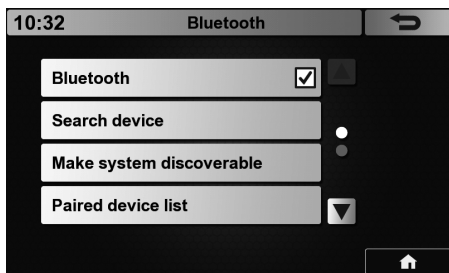 10:32 Bluetooth
Bluetooth
Search device
Make system discoverable
Paired device list